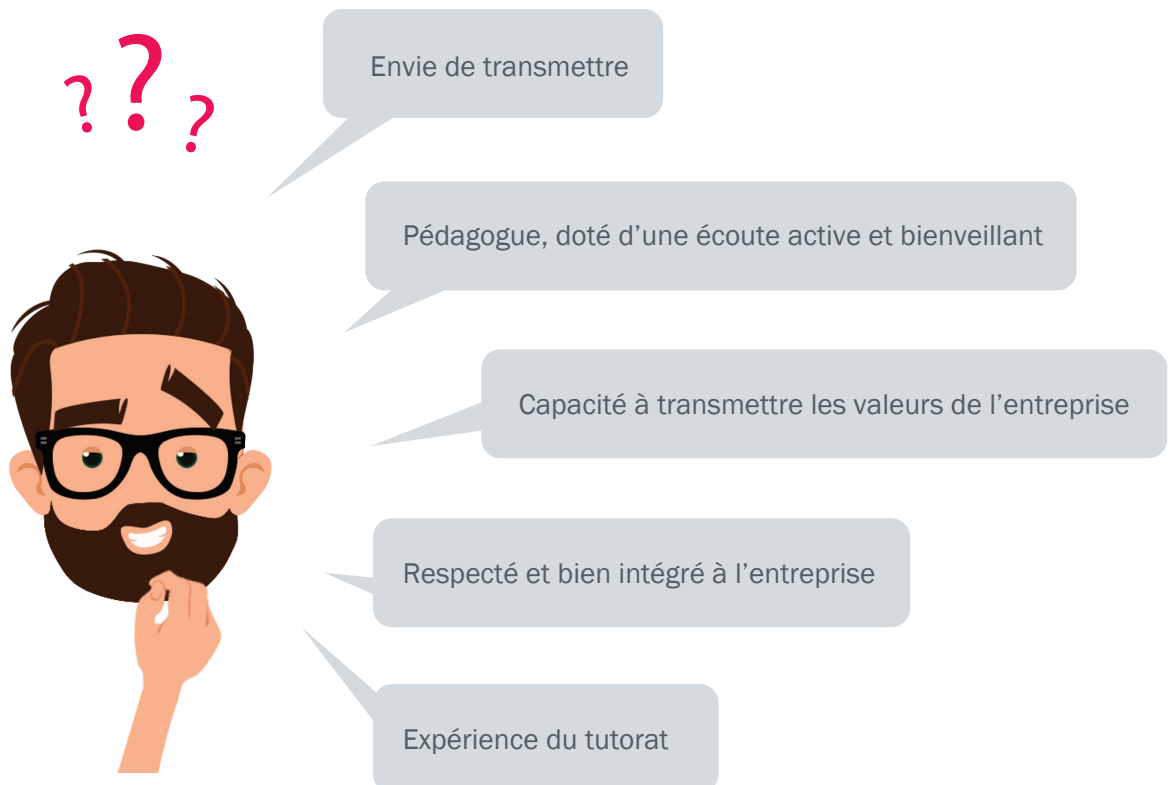 ? ? ?
Envie de transmettre
Pédagogue, doté d’une écoute active et bienveillant
Capacité à transmettre les valeurs de l’entreprise
Respecté et bien intégré à l’entreprise
Expérience du tutorat